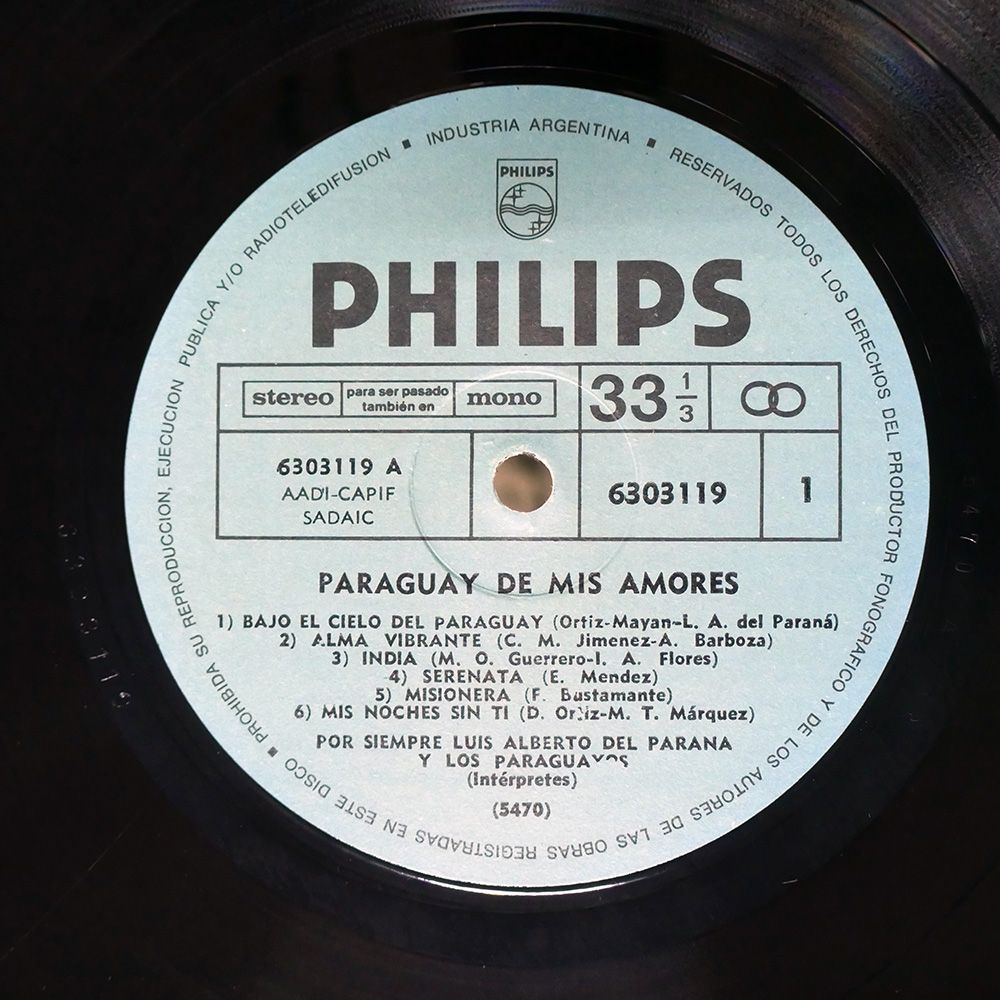 INDUSTRIA ARGENTINA ■ RESERVADOS TODOS LOS DERECHOS DEL PRODUCTOR FONOGRAFICO Y DE LOS AUTORES DE LAS OBRAS REGISTRADAS EN ESTE DISCO ■ PROHIBIDA SU REPRODUCCION, EJECUCION PUBLICA Y/O RADIOTELEDIFUSION ■
PHILIPS
PHILIPS
stereo para ser pasado también en mono 33 1/3
6303119 A
AADI-CAPIF
SADAIC
6303119 1
PARAGUAY DE MIS AMORES
1) BAJO EL CIELO DEL PARAGUAY (Ortiz-Mayan-L. A. del Paraná)
2) ALMA VIBRANTE (C. M. Jimenez-A. Barboza)
3) INDIA (M. O. Guerrero-I. A. Flores)
4) SERENATA (E. Mendez)
5) MISIONERA (F. Bustamante)
6) MIS NOCHES SIN TI (D. Ortiz-M. T. Márquez)
POR SIEMPRE LUIS ALBERTO DEL PARANA
Y LOS PARAGUAYOS
(Intérpretes)
(5470)